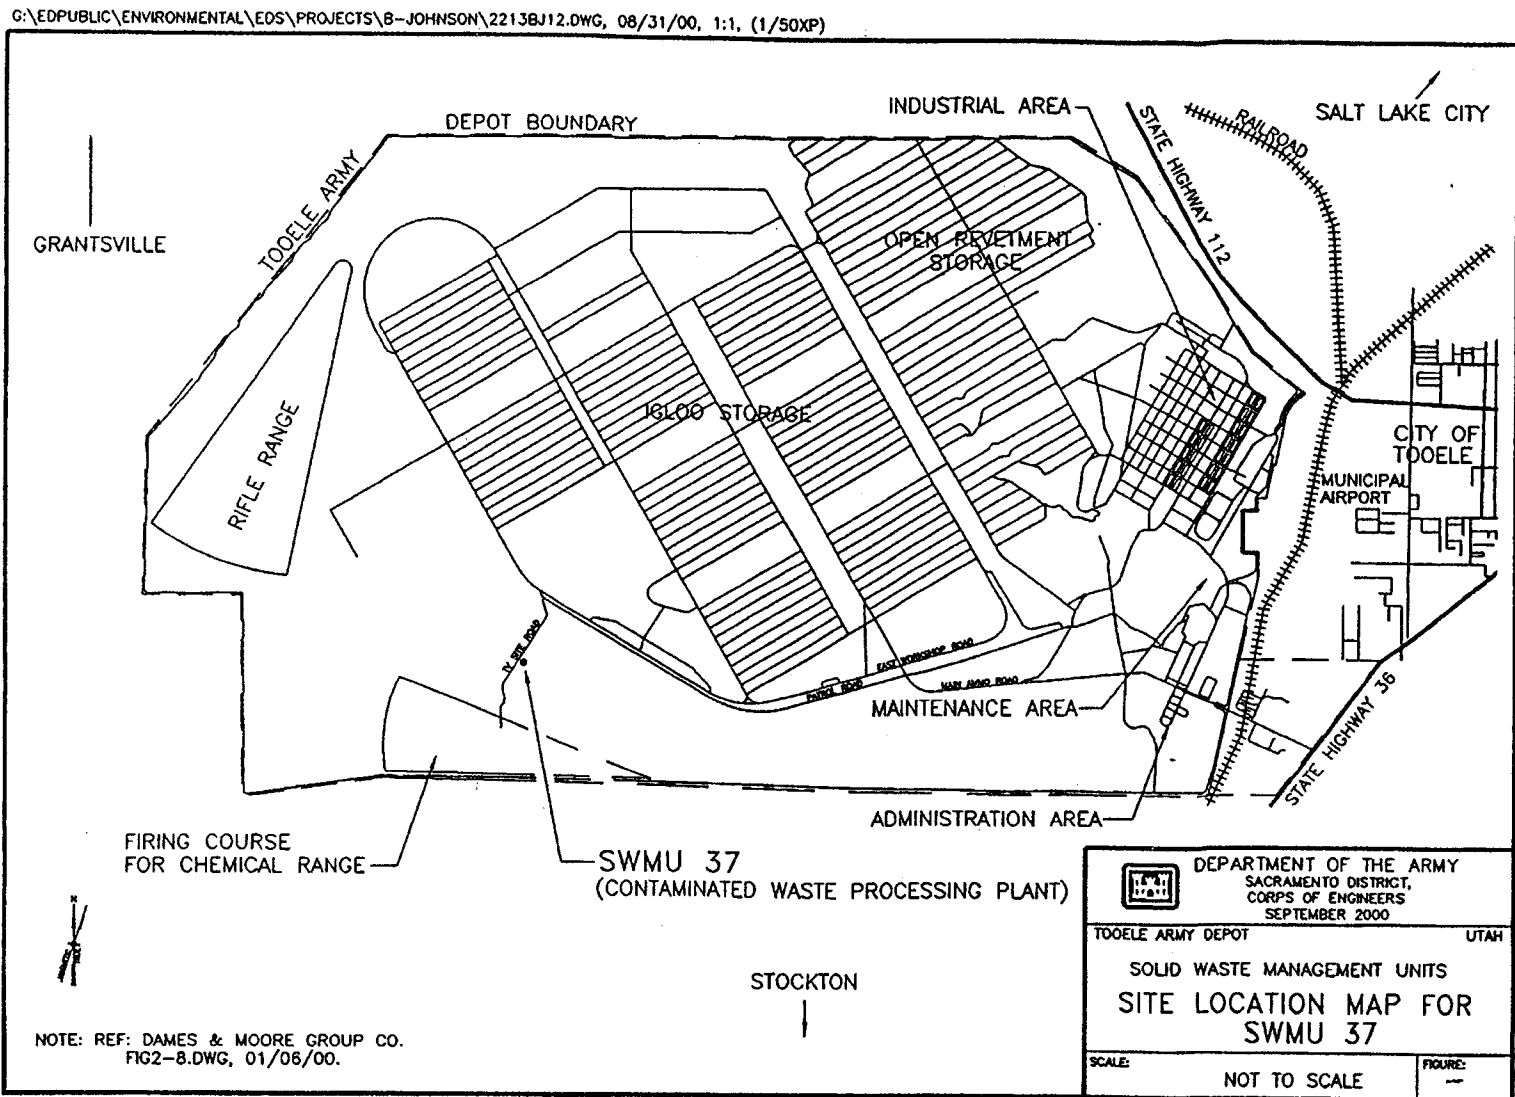 G:\EDPUBLIC\ENVIRONMENTAL\EDS\PROJECTS\B-JOHNSON\2213BJ12.DWG, 08/31/00, 1:1, (1/50XP)
INDUSTRIAL AREA
SALT LAKE CITY
DEPOT BOUNDARY
TOOELE ARMY
RAILROAD
STATE HIGHWAY 112
GRANTSVILLE
OPEN REVETMENT
STORAGE
IGLOO STORAGE
RIFLE RANGE
CITY OF
TOOELE
MUNICIPAL
AIRPORT
TV SITE ROAD
EAST WORKSHOP ROAD
PATROL ROAD
MAIN AMMO ROAD
MAINTENANCE AREA
STATE HIGHWAY 36
ADMINISTRATION AREA
FIRING COURSE
FOR CHEMICAL RANGE
SWMU 37
(CONTAMINATED WASTE PROCESSING PLANT)
N
STOCKTON
NOTE: REF: DAMES & MOORE GROUP CO.
FIG2-8.DWG, 01/06/00.
DEPARTMENT OF THE ARMY
SACRAMENTO DISTRICT,
CORPS OF ENGINEERS
SEPTEMBER 2000
TOOELE ARMY DEPOT
UTAH
SOLID WASTE MANAGEMENT UNITS
SITE LOCATION MAP FOR
SWMU 37
SCALE:
NOT TO SCALE
FIGURE:
—